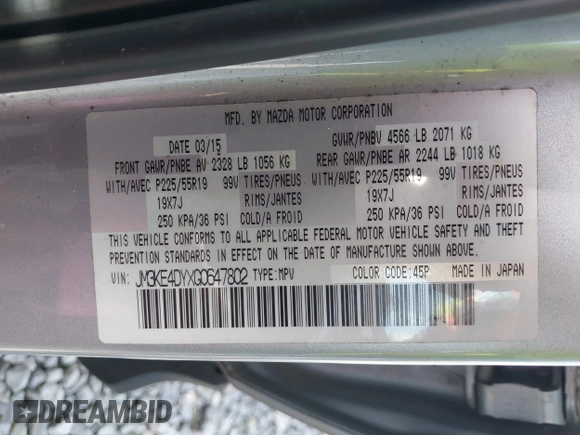 MFD. BY MAZDA MOTOR CORPORATION
DATE 03/15 GVWR/PNBV 4566 LB 2071 KG
FRONT GAWR/PNBE AV 2328 LB 1056 KG REAR GAWR/PNBE AR 2244 LB 1018 KG
WITH/AVEC P225/55R19 99V TIRES/PNEUS WITH/AVEC P225/55R19 99V TIRES/PNEUS
19X7J RIMS/JANTES 19X7J RIMS/JANTES
250 KPA/36 PSI COLD/A FROID 250 KPA/36 PSI COLD/A FROID
THIS VEHICLE CONFORMS TO ALL APPLICABLE FEDERAL MOTOR VEHICLE SAFETY AND THEFT
PREVENTION STANDARDS IN EFFECT ON THE DATE OF MANUFACTURE SHOWN ABOVE.
VIN: JM3KE4DYXG0647802 TYPE:MPV COLOR CODE:45P MADE IN JAPAN
DREAMBID